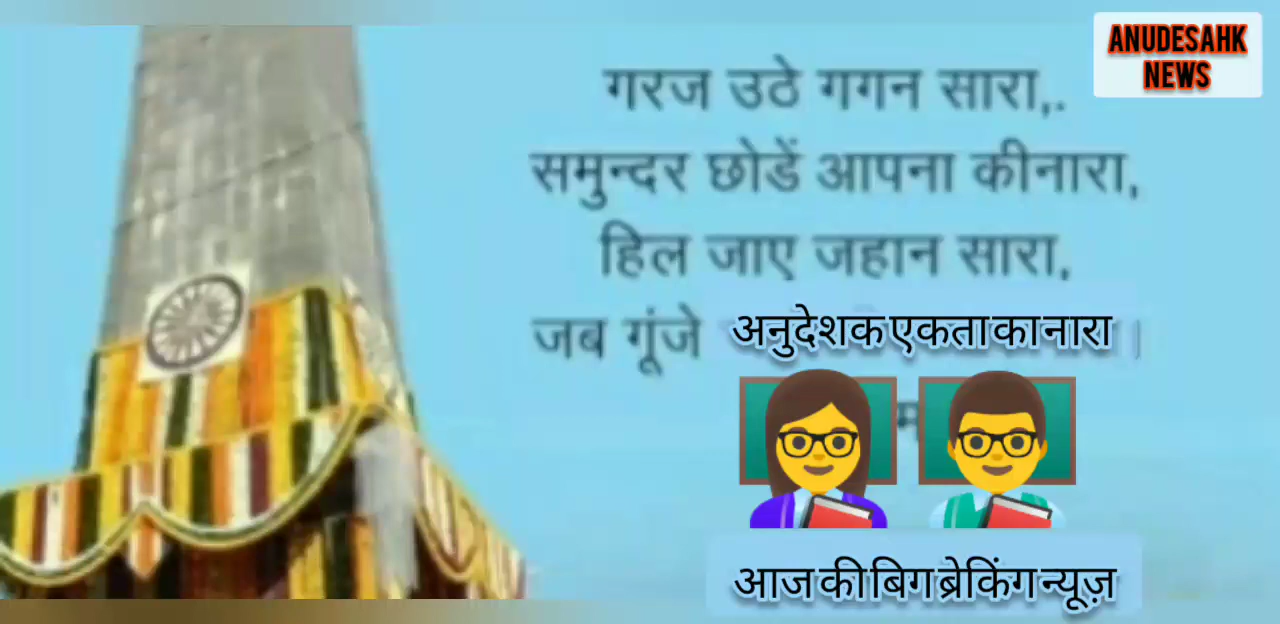 ANUDESAHK
NEWS
गरज उठे गगन सारा,.
समुन्दर छोडें आपना कीनारा,
हिल जाए जहान सारा,
जब गूंजे अनुदेशक एकता का नारा।
आज की बिग ब्रेकिंग न्यूज़